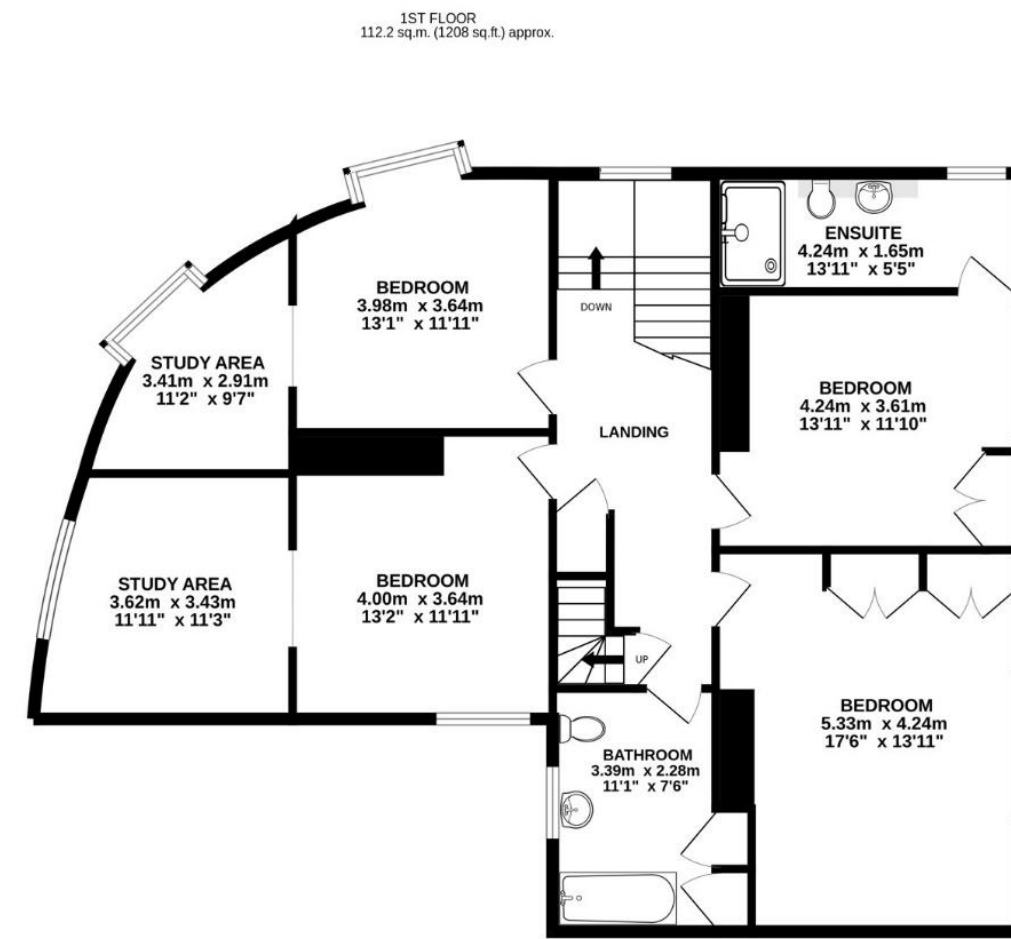 1ST FLOOR
112.2 sq.m. (1208 sq.ft.) approx.
ENSUITE
4.24m x 1.65m
13'11" x 5'5"
BEDROOM
3.98m x 3.64m
13'1" x 11'11"
DOWN
STUDY AREA
3.41m x 2.91m
11'2" x 9'7"
BEDROOM
4.24m x 3.61m
13'11" x 11'10"
LANDING
STUDY AREA
3.62m x 3.43m
11'11" x 11'3"
BEDROOM
4.00m x 3.64m
13'2" x 11'11"
UP
BEDROOM
5.33m x 4.24m
17'6" x 13'11"
BATHROOM
3.39m x 2.28m
11'1" x 7'6"